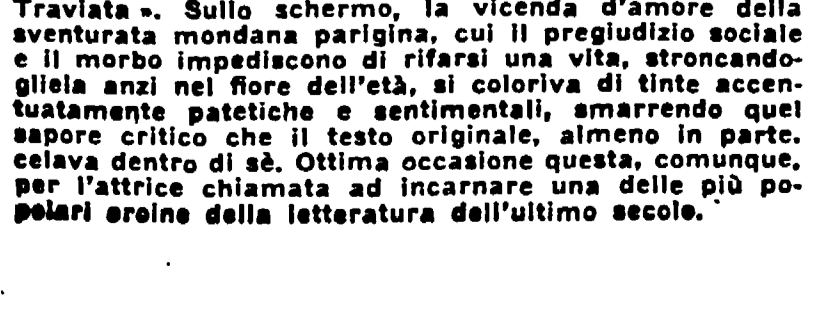 Traviata ». Sullo schermo, la vicenda d'amore della
sventurata mondana parigina, cui il pregiudizio sociale
e il morbo impediscono di rifarsi una vita, stroncando-
gliela anzi nel fiore dell'età, si coloriva di tinte accen-
tuatamente patetiche e sentimentali, smarrendo quel
sapore critico che il testo originale, almeno in parte.
celava dentro di sè. Ottima occasione questa, comunque,
per l'attrice chiamata ad incarnare una delle più po-
polari eroine della letteratura dell'ultimo secolo.